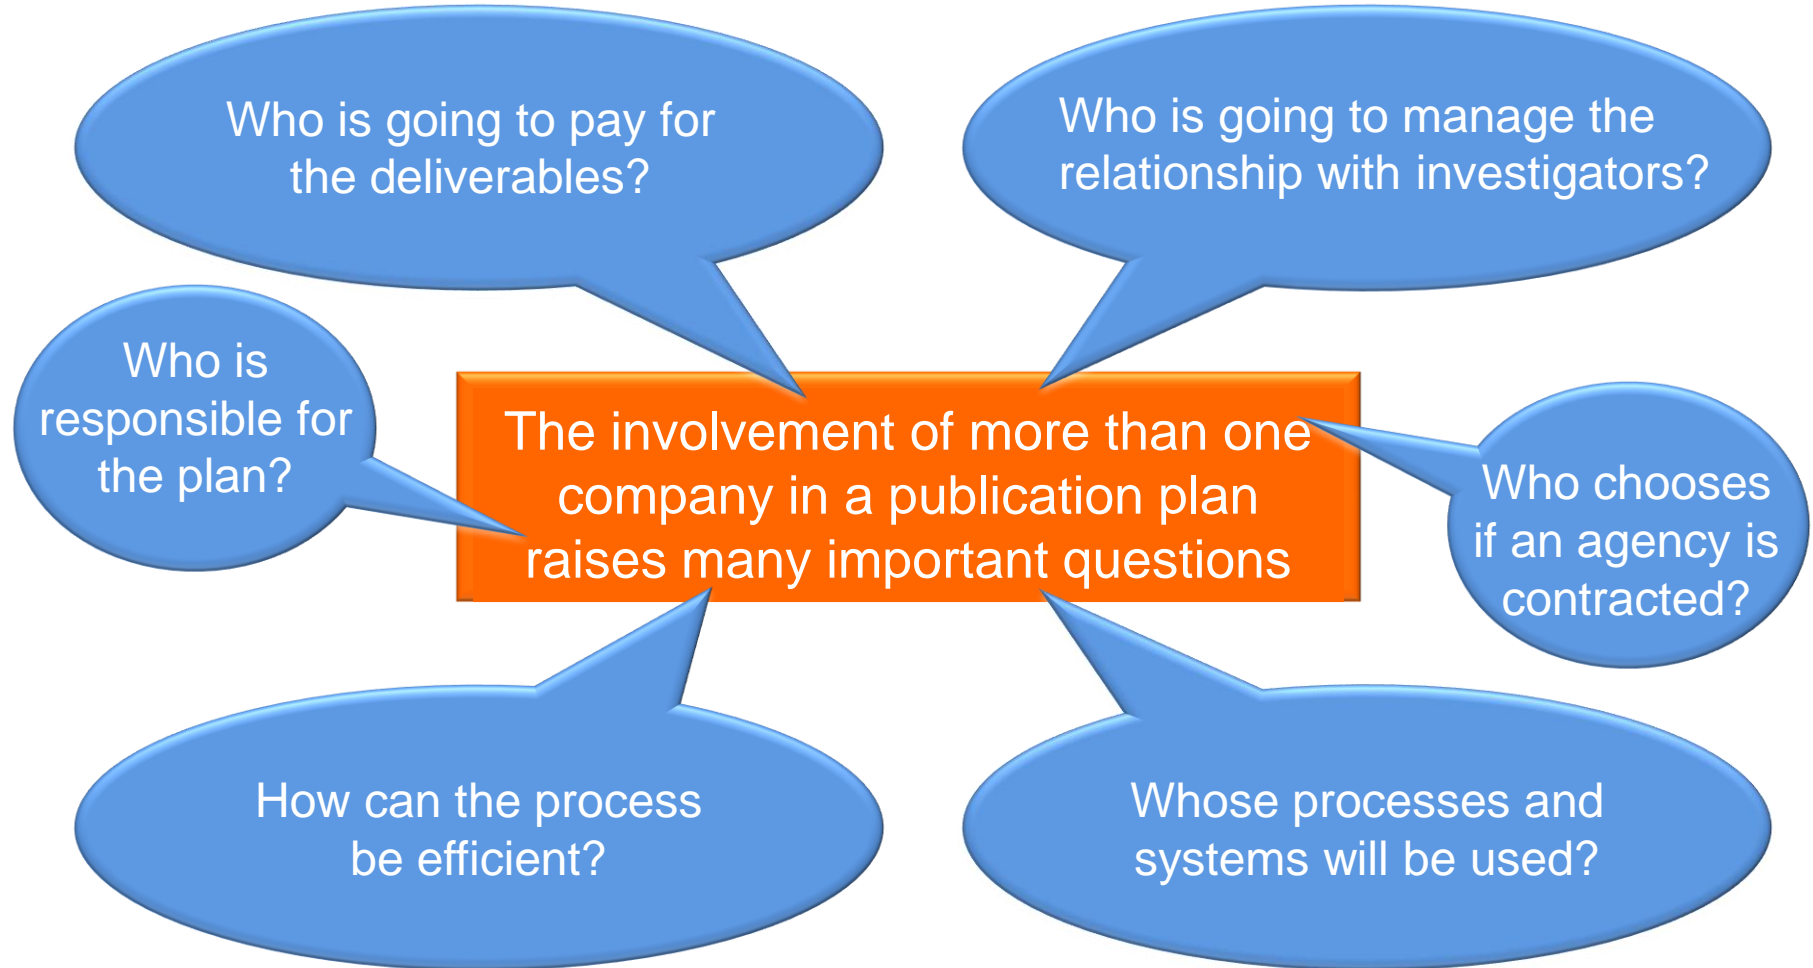 Who is going to pay for
the deliverables?
Who is going to manage the
relationship with investigators?
Who is
responsible for
the plan?
The involvement of more than one
company in a publication plan
raises many important questions
Who chooses
if an agency is
contracted?
How can the process
be efficient?
Whose processes and
systems will be used?